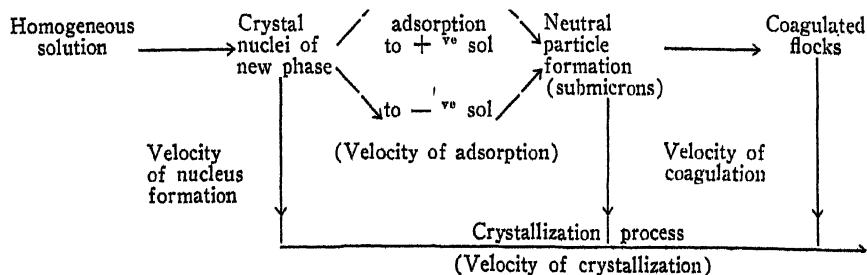 Homogeneous
solution
Crystal
nuclei of
new phase
adsorption
to + ve sol
to — ve sol
(Velocity of adsorption)
Neutral
particle
formation
(submicrons)
Coagulated
flocks
Velocity
of nucleus
formation
Velocity of
coagulation
Crystallization process
(Velocity of crystallization)